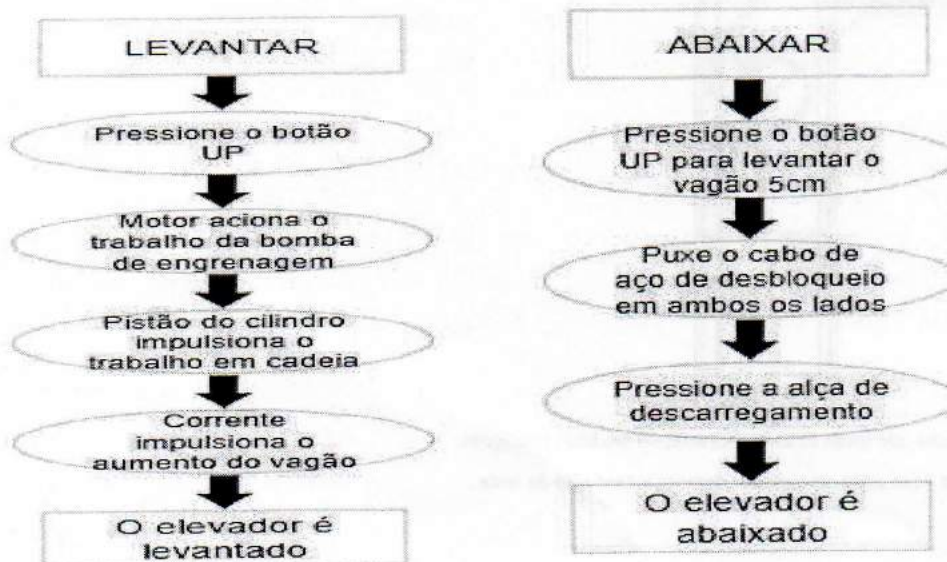 LEVANTAR
Pressione o botão
UP
Motor aciona o
trabalho da bomba
de engrenagem
Pistão do cilindro
impulsiona o
trabalho em cadeia
Corrente
impulsiona o
aumento do vagão
O elevador é
levantado
ABAIXAR
Pressione o botão
UP para levantar o
vagão 5cm
Puxe o cabo de
aço de desbloqueio
em ambos os lados
Pressione a alça de
descarregamento
O elevador é
abaixado